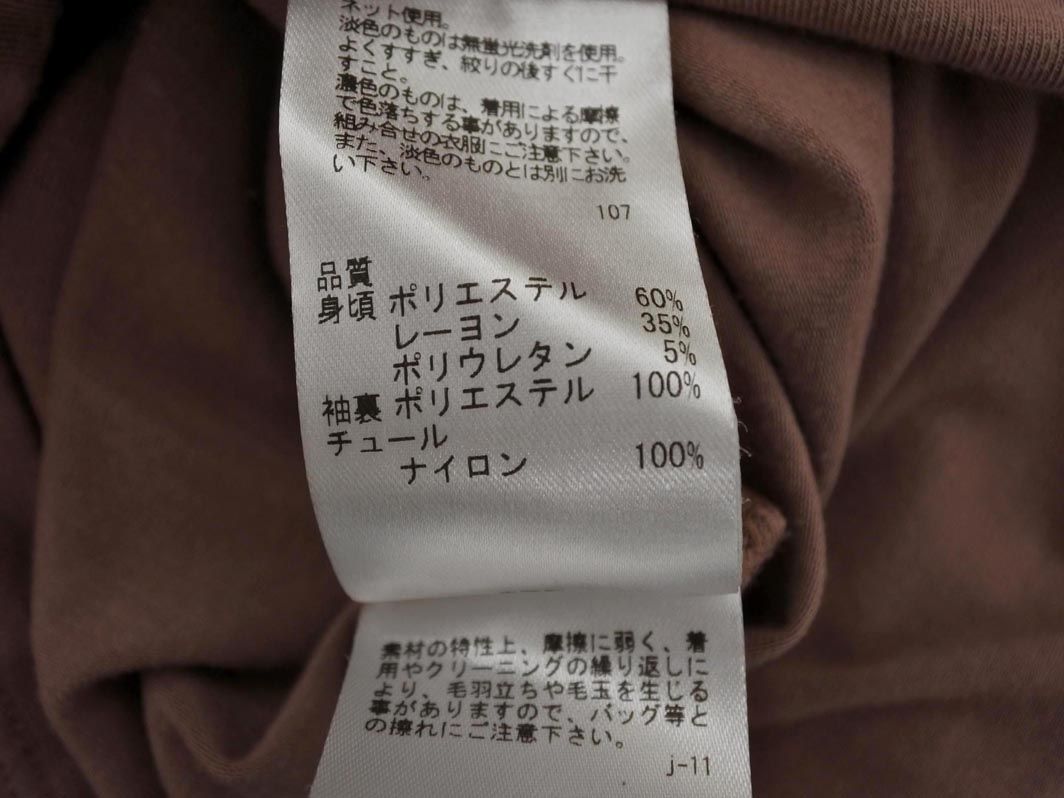 ネット使用。
淡色のものは無蛍光洗剤を使用。
よくすすぎ、絞りの後すぐに干
すこと。
濃色のものは、着用による摩擦
で色落ちする事がありますので、
組み合せの衣服にご注意下さい。
また、淡色のものとは別にお洗
い下さい。
107
品質
身頃 ポリエステル 60%
レーヨン 35%
ポリウレタン 5%
袖裏 ポリエステル 100%
チュール
ナイロン 100%
素材の特性上、摩擦に弱く、着
用やクリーニングの繰り返しに
より、毛羽立ちや毛玉を生じる
事がありますので、バッグ等と
の擦れにご注意下さい。
j-11